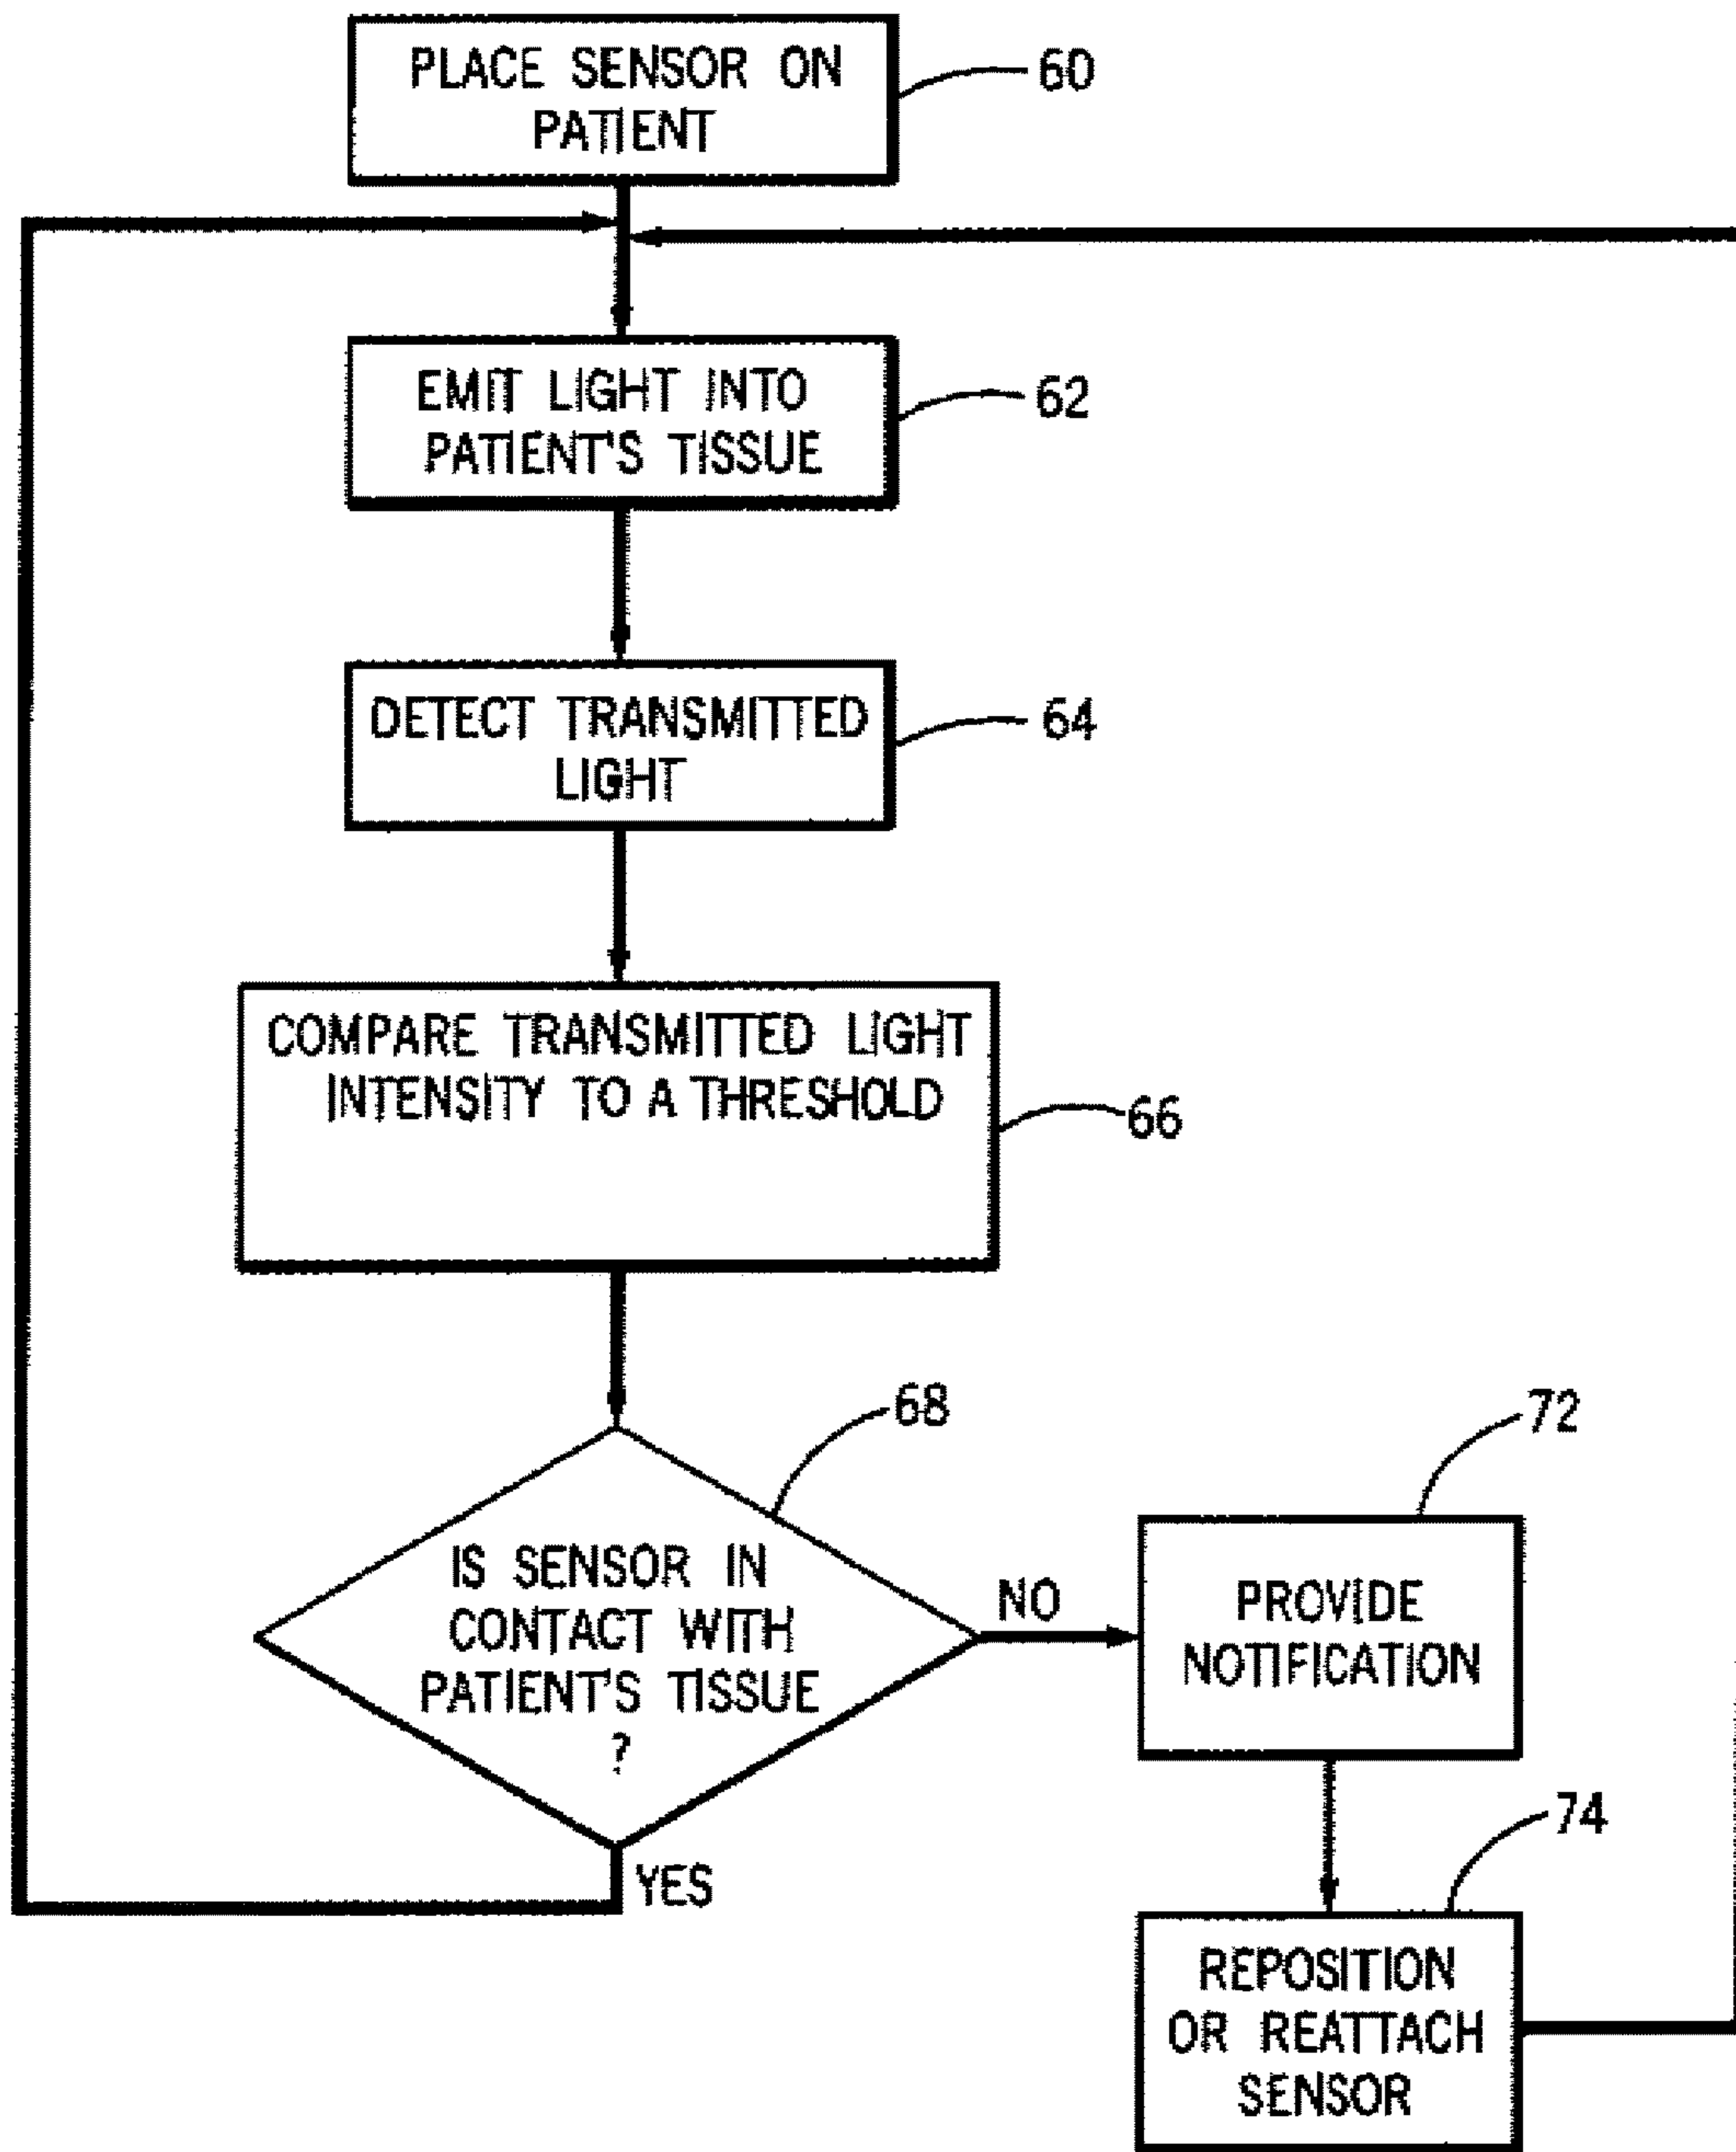 PLACE SENSOR ON
PATIENT
60
EMIT LIGHT INTO
PATIENT'S TISSUE
62
DETECT TRANSMITTED
LIGHT
64
COMPARE TRANSMITTED LIGHT
INTENSITY TO A THRESHOLD
66
68
IS SENSOR IN
CONTACT WITH
PATIENT'S TISSUE
?
NO
YES
72
PROVIDE
NOTIFICATION
74
REPOSITION
OR REATTACH
SENSOR